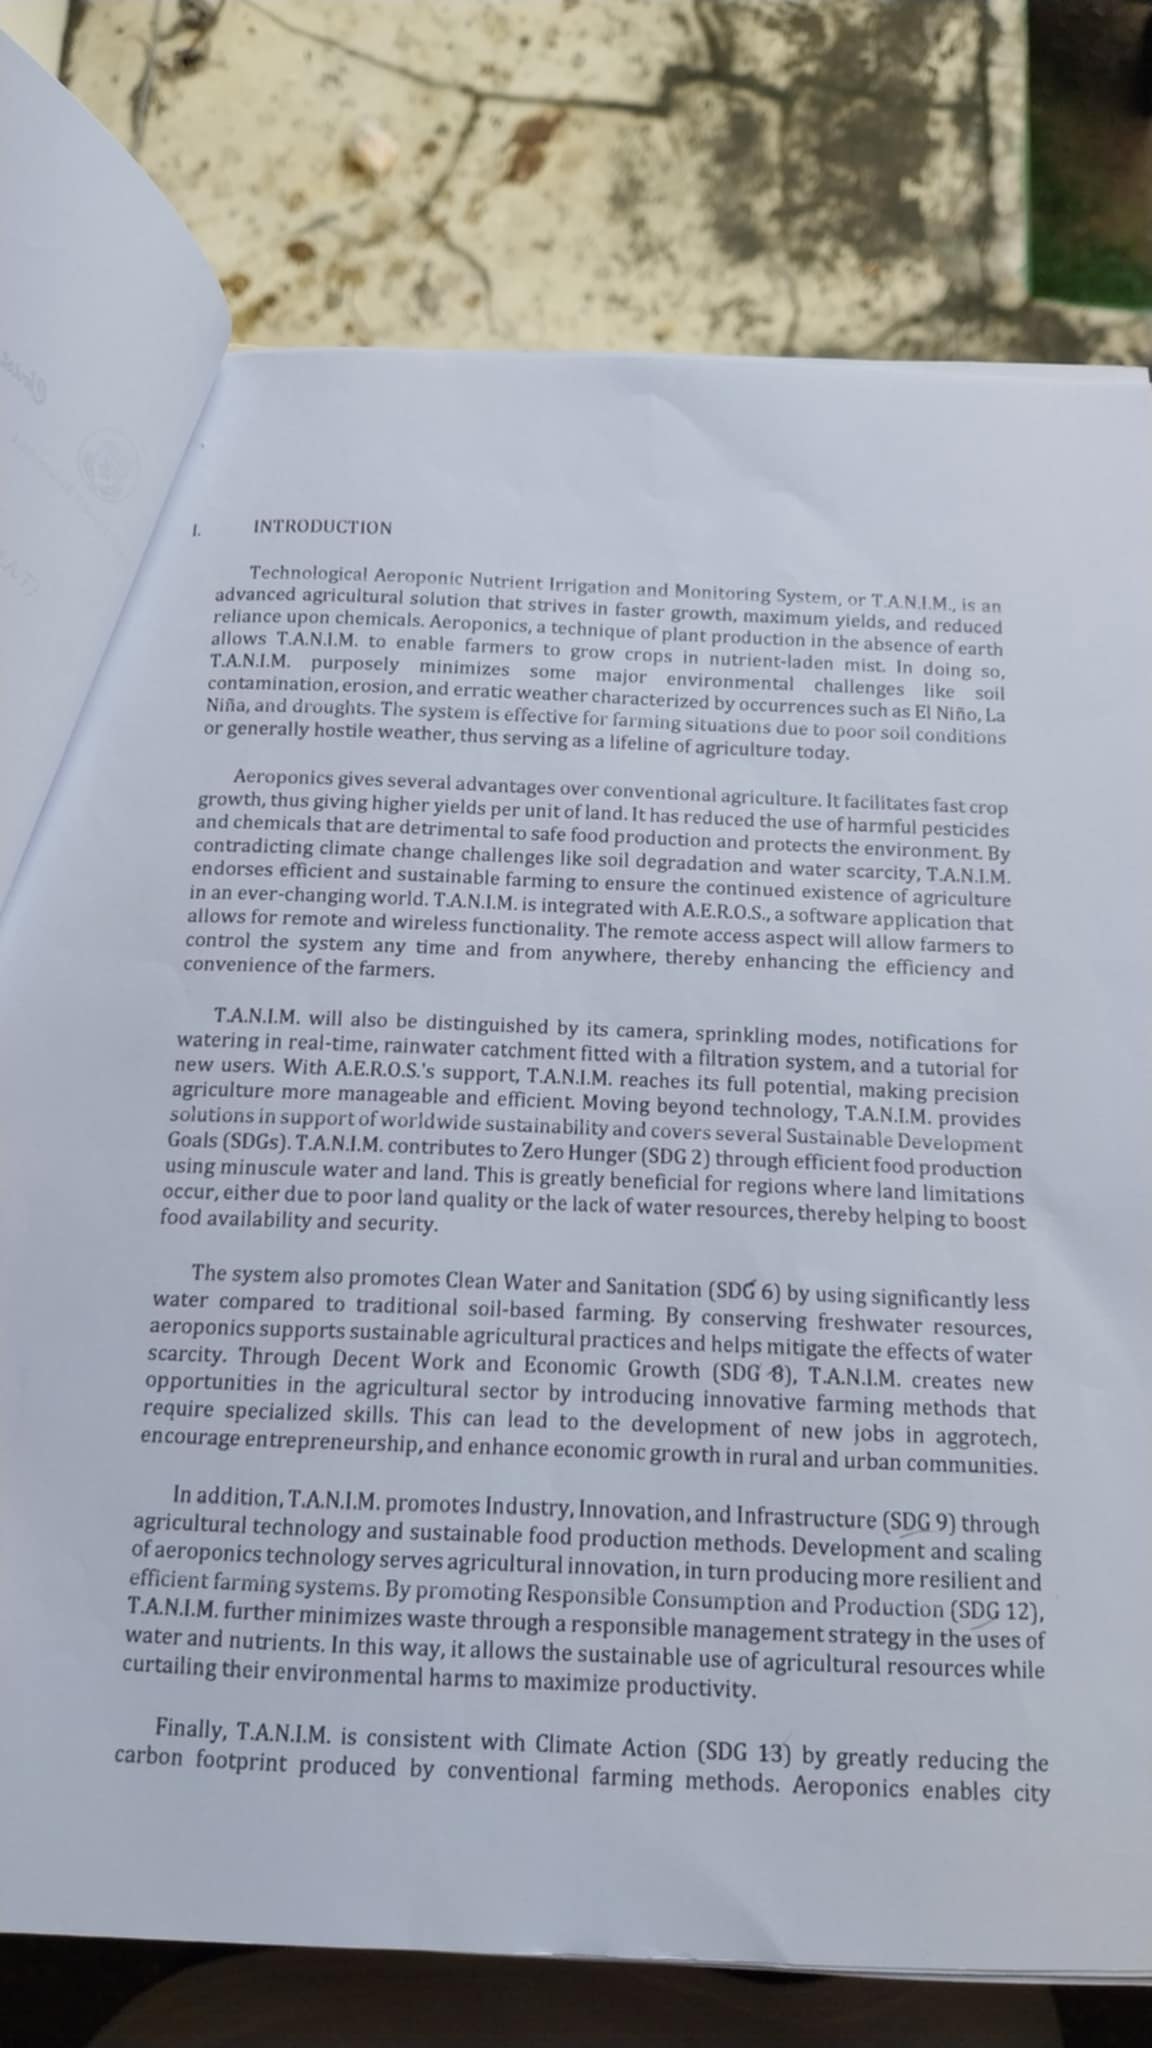 I. INTRODUCTION
Technological Aeroponic Nutrient Irrigation and Monitoring System, or T.A.N.I.M., is an
advanced agricultural solution that strives in faster growth, maximum yields, and reduced
reliance upon chemicals. Aeroponics, a technique of plant production in the absence of earth
allows T.A.N.I.M. to enable farmers to grow crops in nutrient-laden mist. In doing so,
T.A.N.I.M. purposely minimizes some major environmental challenges like soil
contamination, erosion, and erratic weather characterized by occurrences such as El Niño, La
Niña, and droughts. The system is effective for farming situations due to poor soil conditions
or generally hostile weather, thus serving as a lifeline of agriculture today.
Aeroponics gives several advantages over conventional agriculture. It facilitates fast crop
growth, thus giving higher yields per unit of land. It has reduced the use of harmful pesticides
and chemicals that are detrimental to safe food production and protects the environment. By
contradicting climate change challenges like soil degradation and water scarcity, T.A.N.I.M.
endorses efficient and sustainable farming to ensure the continued existence of agriculture
in an ever-changing world. T.A.N.I.M. is integrated with A.E.R.O.S., a software application that
allows for remote and wireless functionality. The remote access aspect will allow farmers to
control the system any time and from anywhere, thereby enhancing the efficiency and
convenience of the farmers.
T.A.N.I.M. will also be distinguished by its camera, sprinkling modes, notifications for
watering in real-time, rainwater catchment fitted with a filtration system, and a tutorial for
new users. With A.E.R.O.S.'s support, T.A.N.I.M. reaches its full potential, making precision
agriculture more manageable and efficient. Moving beyond technology, T.A.N.I.M. provides
solutions in support of worldwide sustainability and covers several Sustainable Development
Goals (SDGs). T.A.N.I.M. contributes to Zero Hunger (SDG 2) through efficient food production
using minuscule water and land. This is greatly beneficial for regions where land limitations
occur, either due to poor land quality or the lack of water resources, thereby helping to boost
food availability and security.
The system also promotes Clean Water and Sanitation (SDG 6) by using significantly less
water compared to traditional soil-based farming. By conserving freshwater resources,
aeroponics supports sustainable agricultural practices and helps mitigate the effects of water
scarcity. Through Decent Work and Economic Growth (SDG 8), T.A.N.I.M. creates new
opportunities in the agricultural sector by introducing innovative farming methods that
require specialized skills. This can lead to the development of new jobs in aggrotech,
encourage entrepreneurship, and enhance economic growth in rural and urban communities.
In addition, T.A.N.I.M. promotes Industry, Innovation, and Infrastructure (SDG 9) through
agricultural technology and sustainable food production methods. Development and scaling
of aeroponics technology serves agricultural innovation, in turn producing more resilient and
efficient farming systems. By promoting Responsible Consumption and Production (SDG 12),
T.A.N.I.M. further minimizes waste through a responsible management strategy in the uses of
water and nutrients. In this way, it allows the sustainable use of agricultural resources while
curtailing their environmental harms to maximize productivity.
Finally, T.A.N.I.M. is consistent with Climate Action (SDG 13) by greatly reducing the
carbon footprint produced by conventional farming methods. Aeroponics enables city